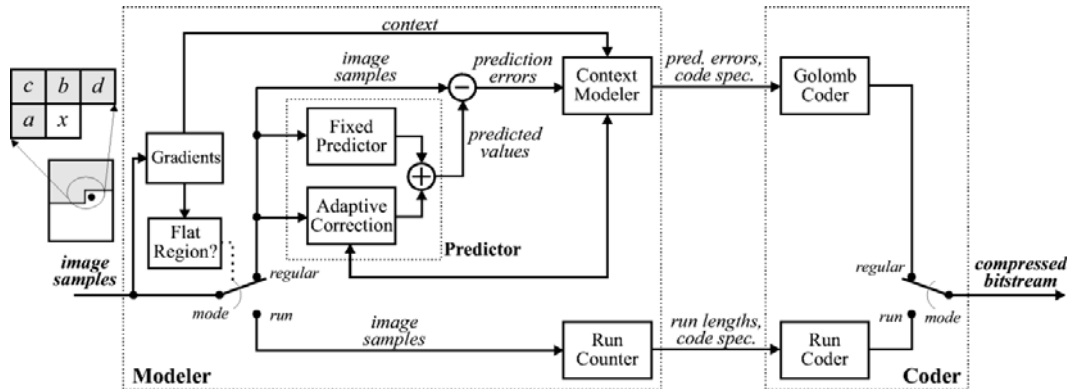 context
image
samples
prediction
errors
Context
Modeler
pred. errors,
code spec.
Golomb
Coder
c b d
a x
Gradients
Fixed
Predictor
predicted
values
Flat
Region?
Adaptive
Correction
Predictor
image
samples
regular
mode
run
regular
mode
run
compressed
bitstream
image
samples
Run
Counter
run lengths,
code spec.
Run
Coder
Modeler
Coder